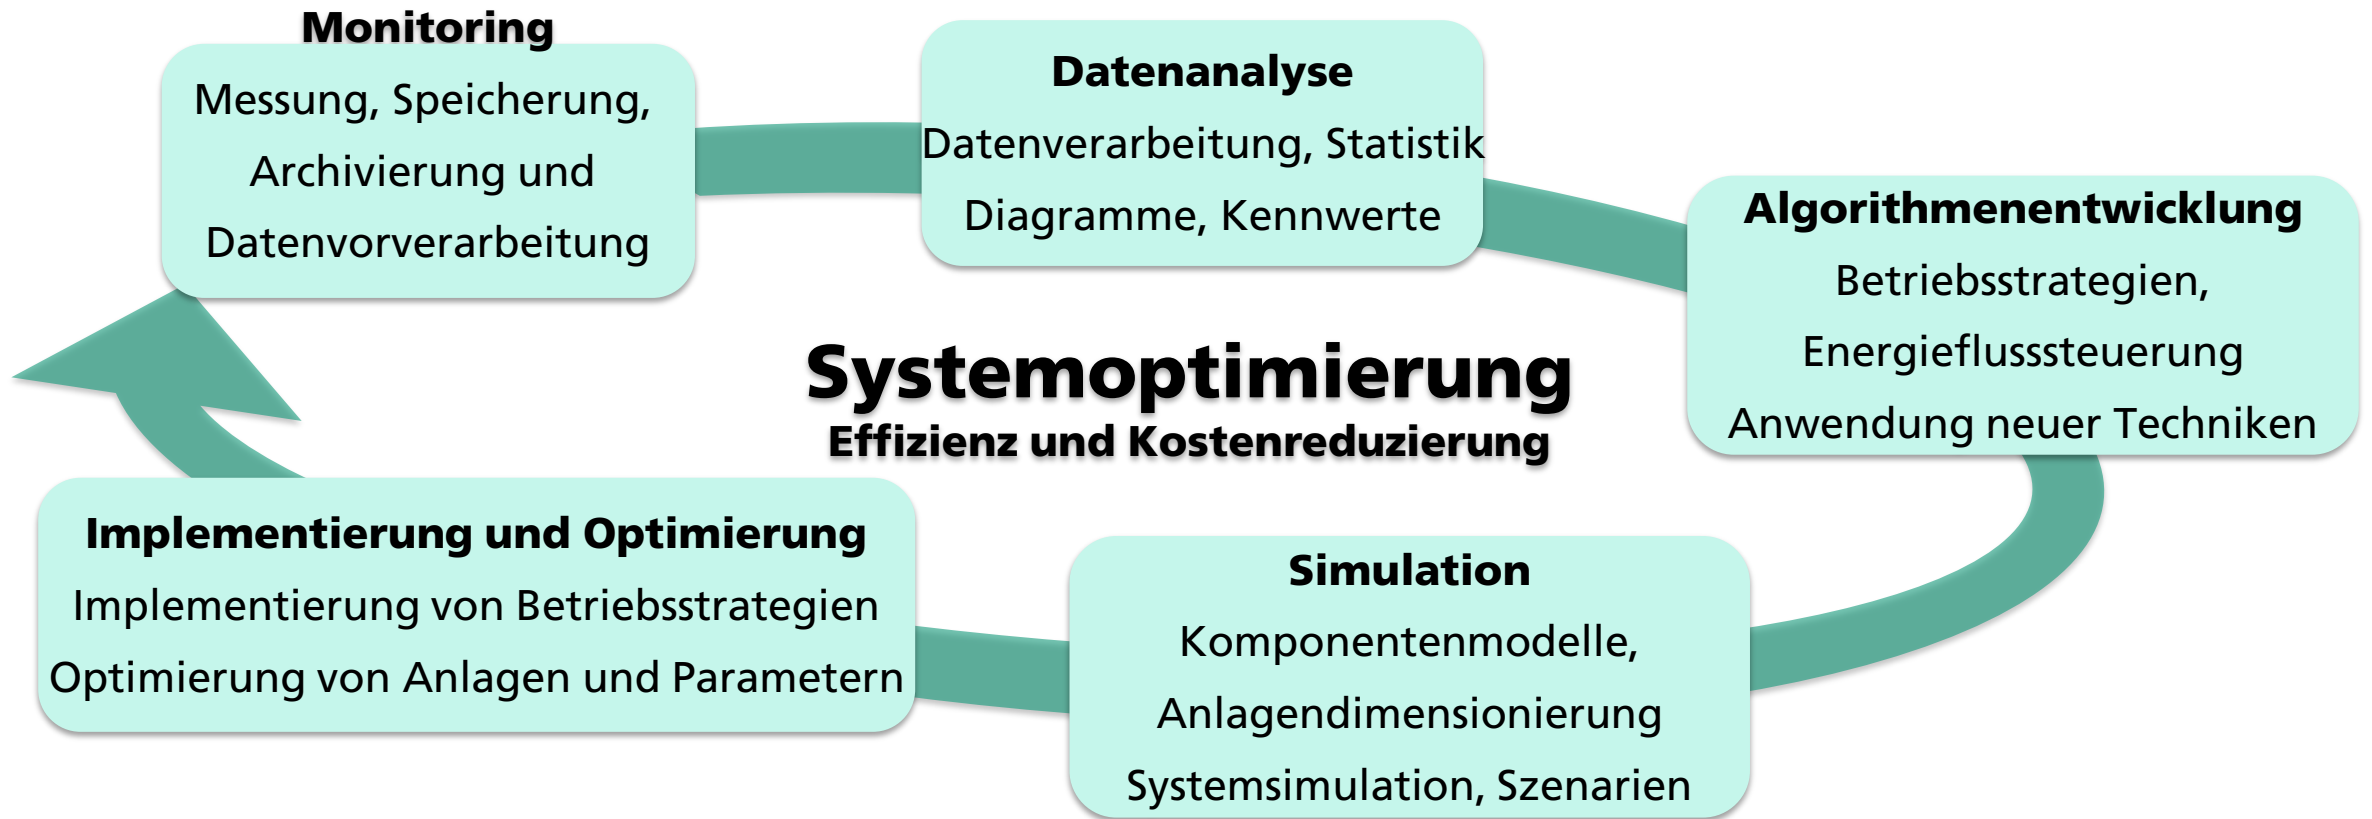 Monitoring
Messung, Speicherung,
Archivierung und
Datenvorverarbeitung
Datenanalyse
Datenverarbeitung, Statistik
Diagramme, Kennwerte
Algorithmenentwicklung
Betriebsstrategien,
Energieflusssteuerung
Anwendung neuer Techniken
Systemoptimierung
Effizienz und Kostenreduzierung
Implementierung und Optimierung
Implementierung von Betriebsstrategien
Optimierung von Anlagen und Parametern
Simulation
Komponentenmodelle,
Anlagendimensionierung
Systemsimulation, Szenarien